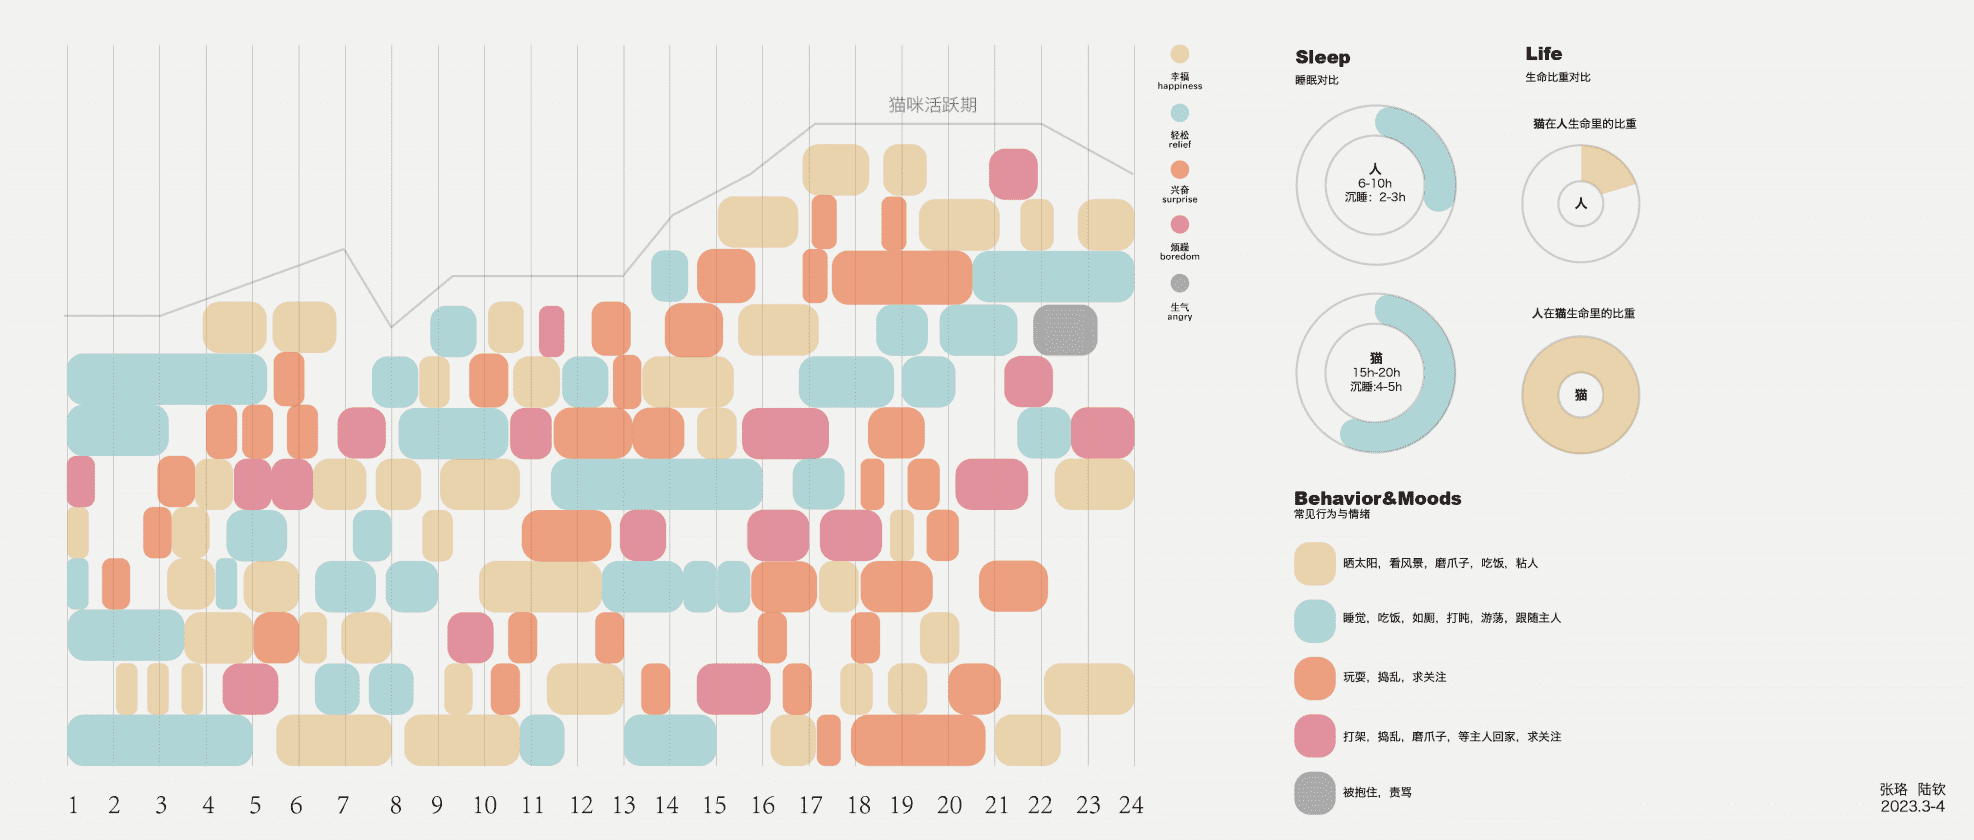 猫咪活跃期
1 2 3 4 5 6 7 8 9 10 11 12 13 14 15 16 17 18 19 20 21 22 23 24
幸福
happiness
轻松
relief
兴奋
surprise
烦躁
boredom
生气
angry
Sleep
睡眠对比
人
6-10h
沉睡：2-3h
猫
15h-20h
沉睡:4-5h
Life
生命比重对比
猫在人生命里的比重
人
人在猫生命里的比重
猫
Behavior&Moods
常见行为与情绪
晒太阳，看风景，磨爪子，吃饭，粘人
睡觉，吃饭，如厕，打盹，游荡，跟随主人
玩耍，捣乱，求关注
打架，捣乱，磨爪子，等主人回家，求关注
被抱住，责骂
张珞 陆钦
2023.3-4